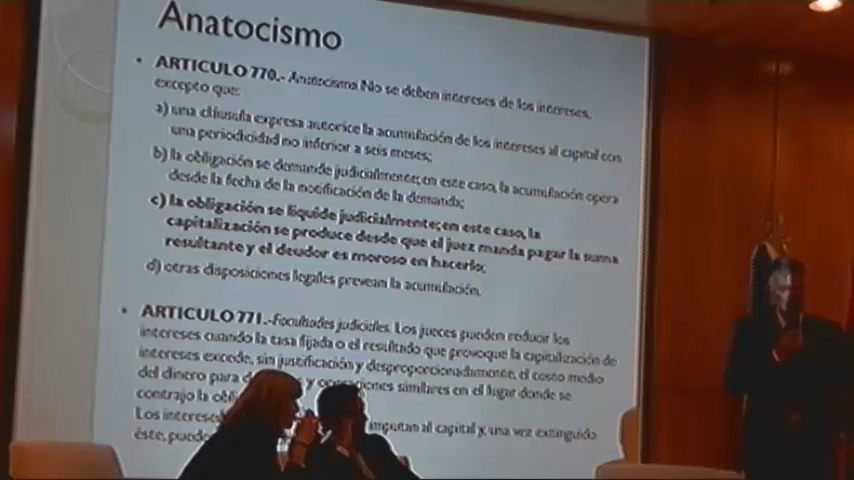 Anatocismo
• ARTICULO 770.- Anatocismo. No se deben intereses de los intereses,
excepto que:
a) una cláusula expresa autorice la acumulación de los intereses al capital con
una periodicidad no inferior a seis meses;
b) la obligación se demande judicialmente; en este caso, la acumulación opera
desde la fecha de la notificación de la demanda;
c) la obligación se liquide judicialmente; en este caso, la
capitalización se produce desde que el juez manda pagar la suma
resultante y el deudor es moroso en hacerlo;
d) otras disposiciones legales prevean la acumulación.
• ARTICULO 771.-Facultades judiciales. Los jueces pueden reducir los
intereses cuando la tasa fijada o el resultado que provoque la capitalización de
intereses excede, sin justificación y desproporcionadamente, el costo medio
del dinero para y operaciones similares en el lugar donde se
contrajo la
Los intereses imputan al capital y, una vez extinguido
éste,